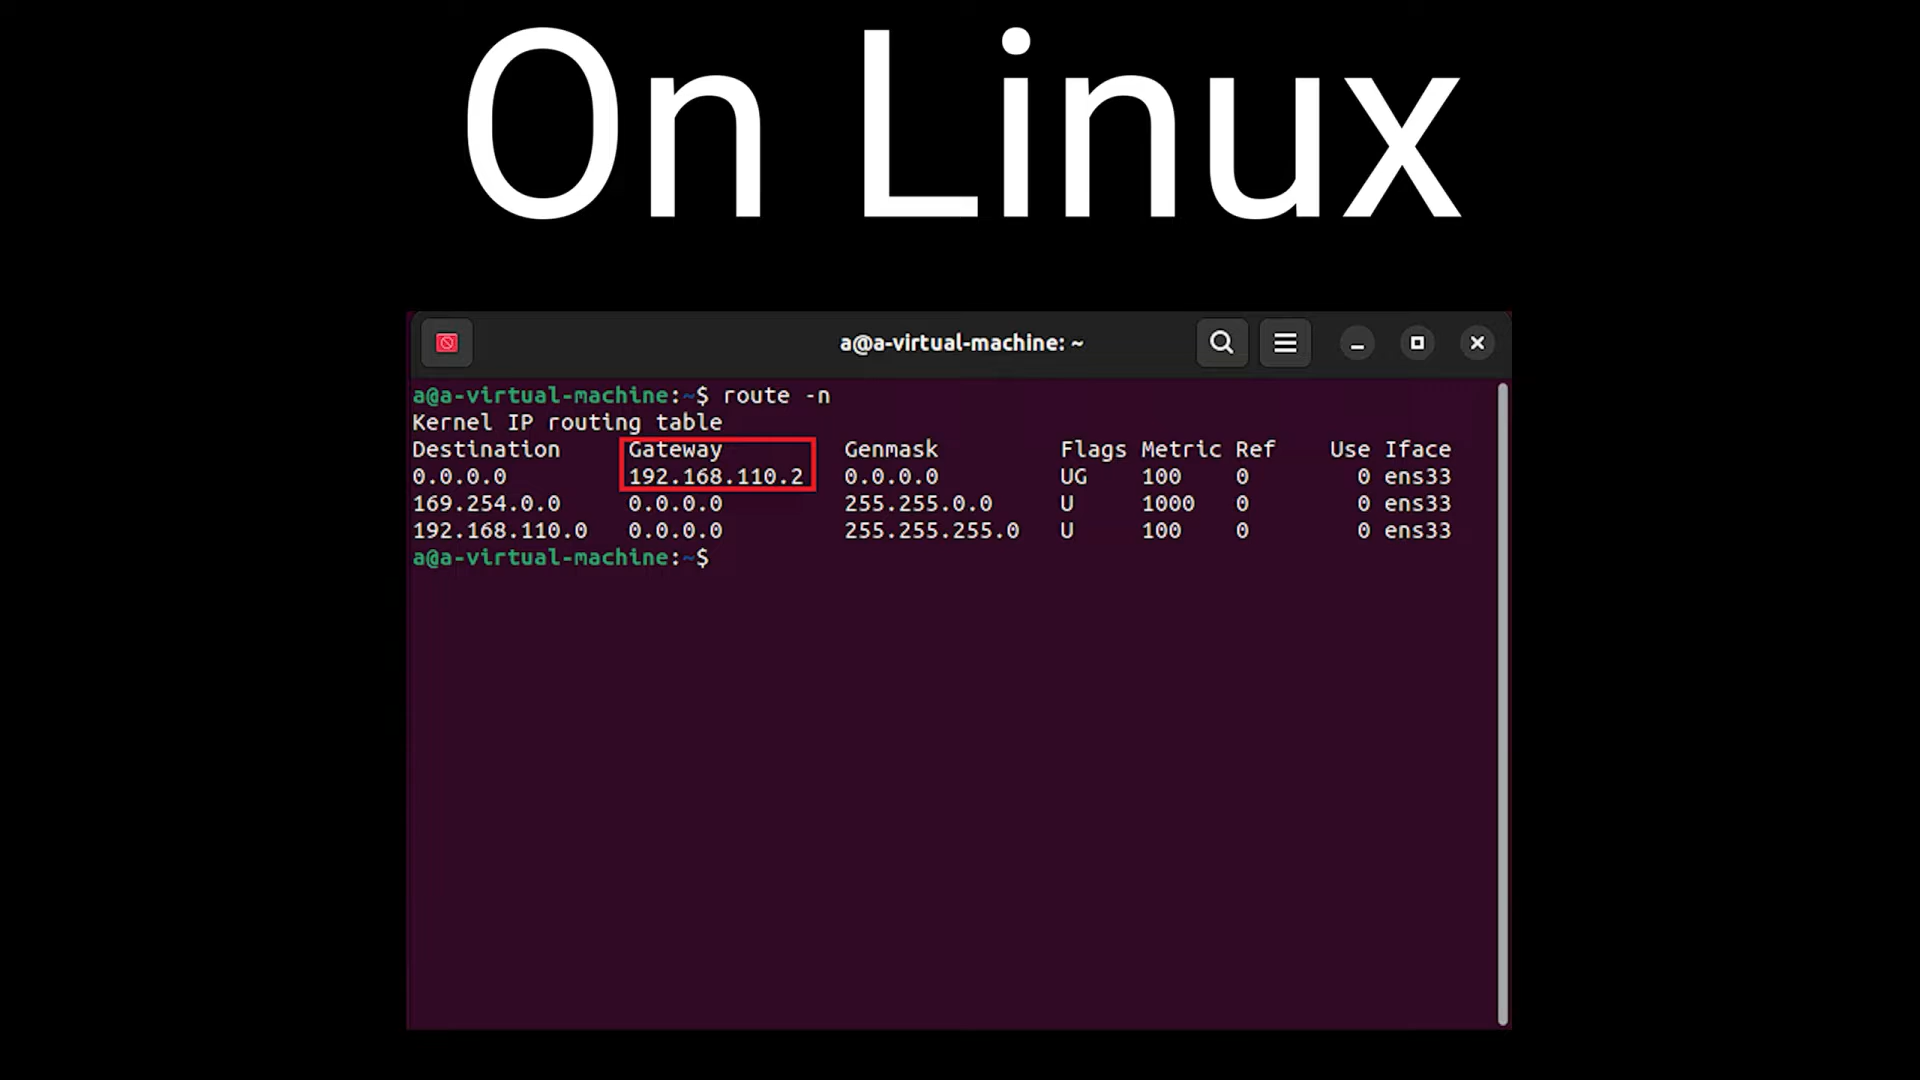 On Linux
a@a-virtual-machine: ~
a@a-virtual-machine:~$ route -n
Kernel IP routing table
Destination Gateway Genmask Flags Metric Ref Use Iface
0.0.0.0 192.168.110.2 0.0.0.0 UG 100 0 0 ens33
169.254.0.0 0.0.0.0 255.255.0.0 U 1000 0 0 ens33
192.168.110.0 0.0.0.0 255.255.255.0 U 100 0 0 ens33
a@a-virtual-machine:~$